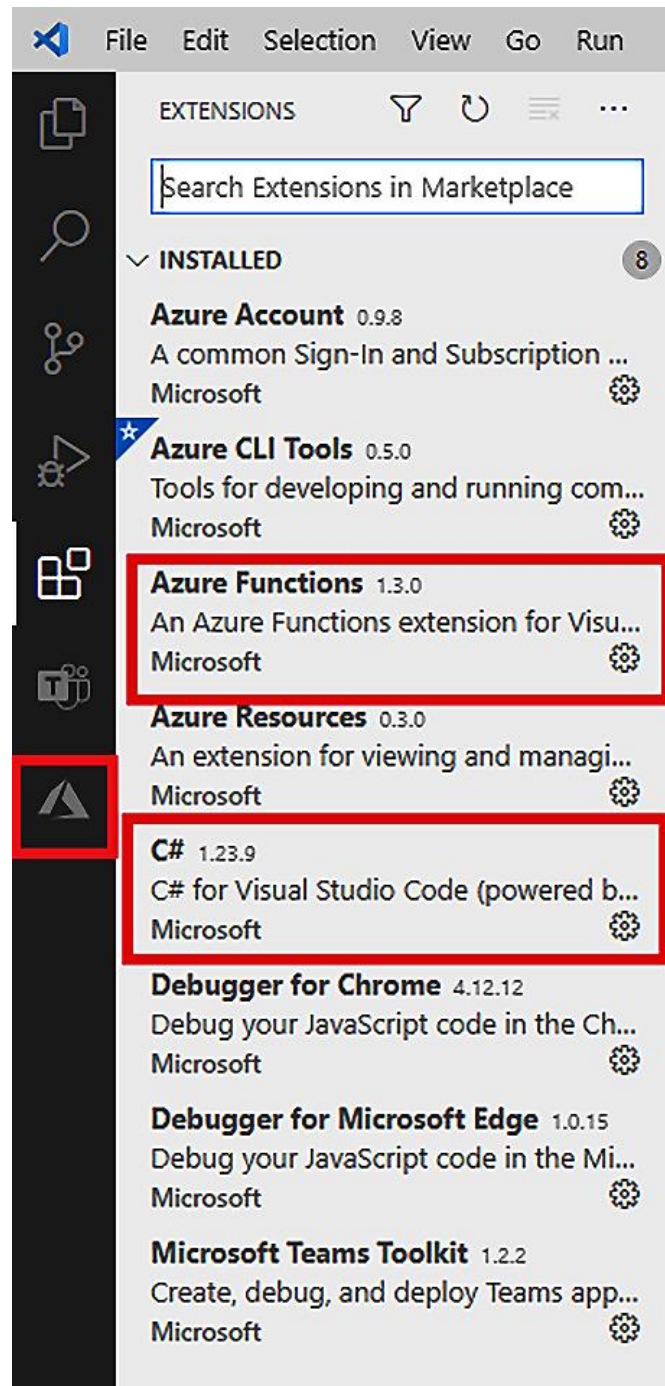 File Edit Selection View Go Run
EXTENSIONS
Search Extensions in Marketplace
INSTALLED 8
Azure Account 0.9.8
A common Sign-In and Subscription ...
Microsoft
Azure CLI Tools 0.5.0
Tools for developing and running com...
Microsoft
Azure Functions 1.3.0
An Azure Functions extension for Visu...
Microsoft
Azure Resources 0.3.0
An extension for viewing and managi...
Microsoft
C# 1.23.9
C# for Visual Studio Code (powered b...
Microsoft
Debugger for Chrome 4.12.12
Debug your JavaScript code in the Ch...
Microsoft
Debugger for Microsoft Edge 1.0.15
Debug your JavaScript code in the Mi...
Microsoft
Microsoft Teams Toolkit 1.2.2
Create, debug, and deploy Teams app...
Microsoft